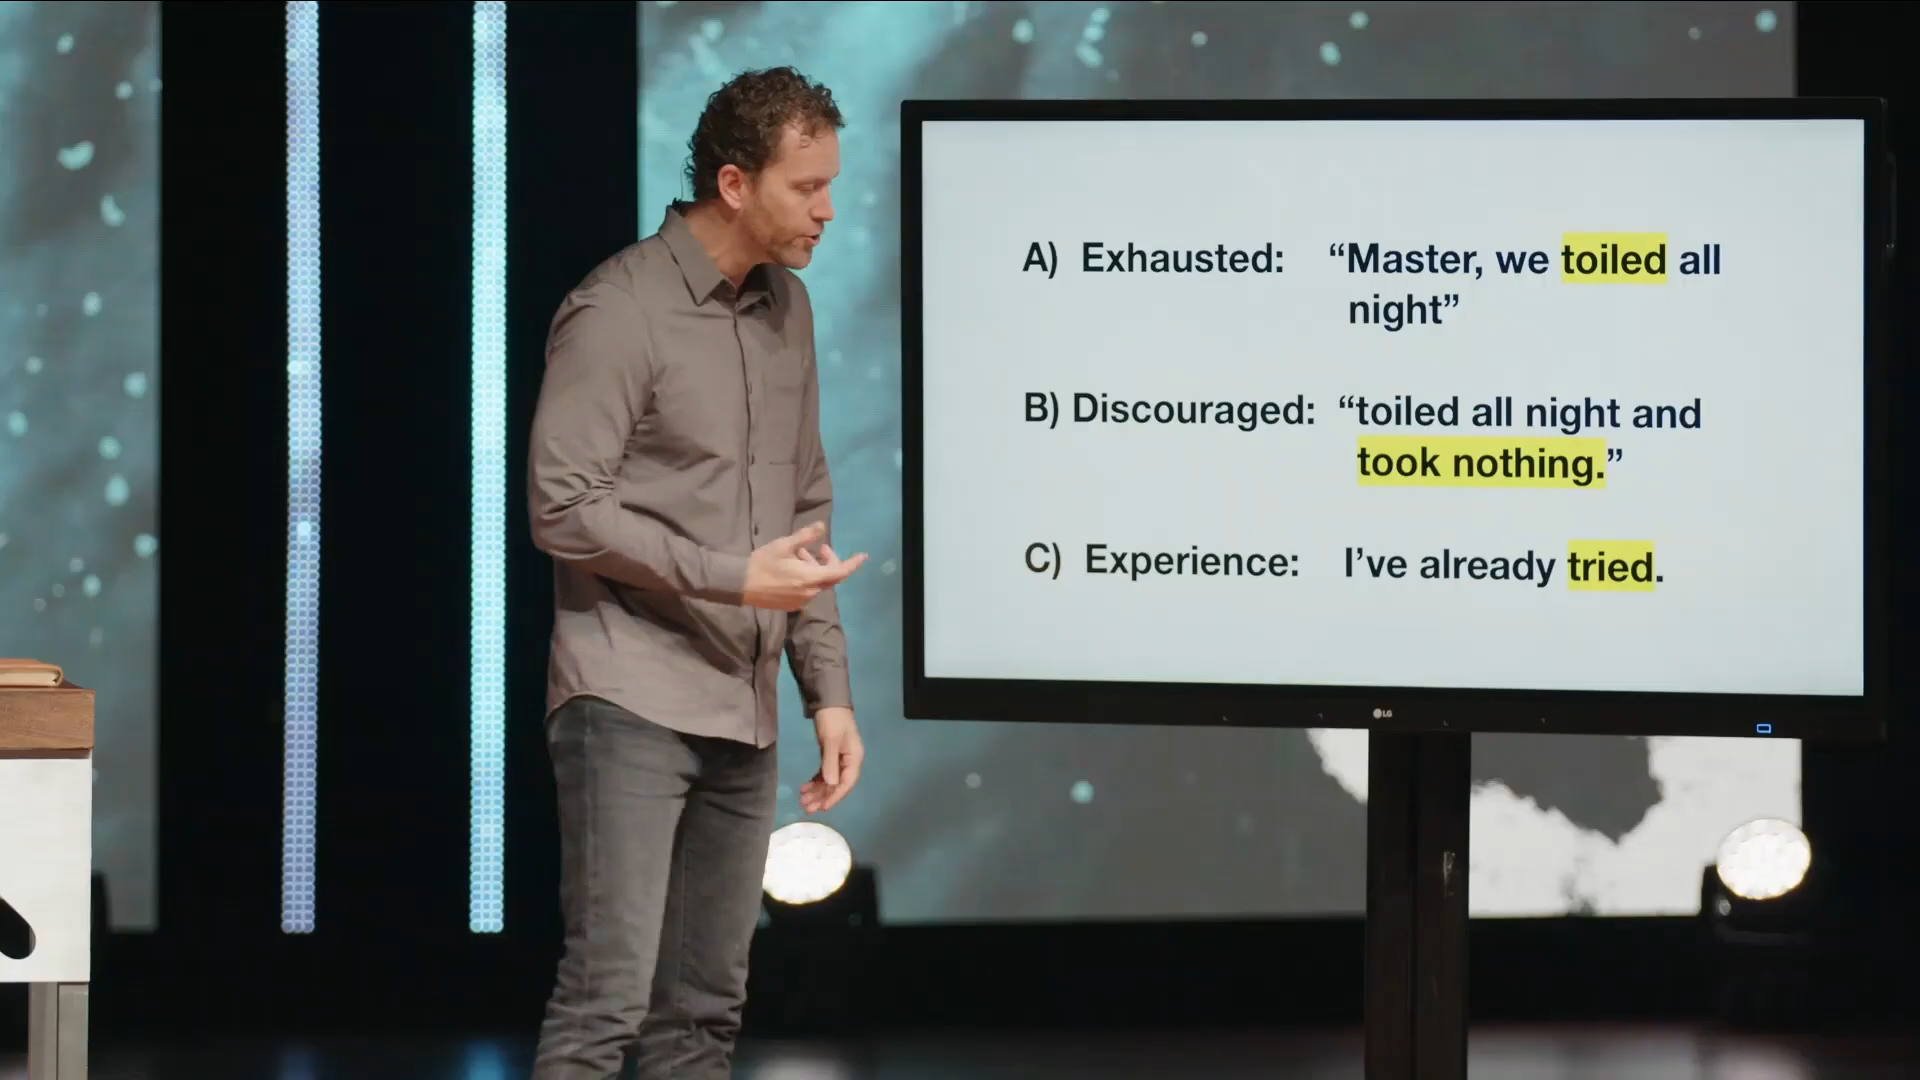 A) Exhausted: “Master, we toiled all
night”
B) Discouraged: “toiled all night and
took nothing.”
C) Experience: I’ve already tried.
LG